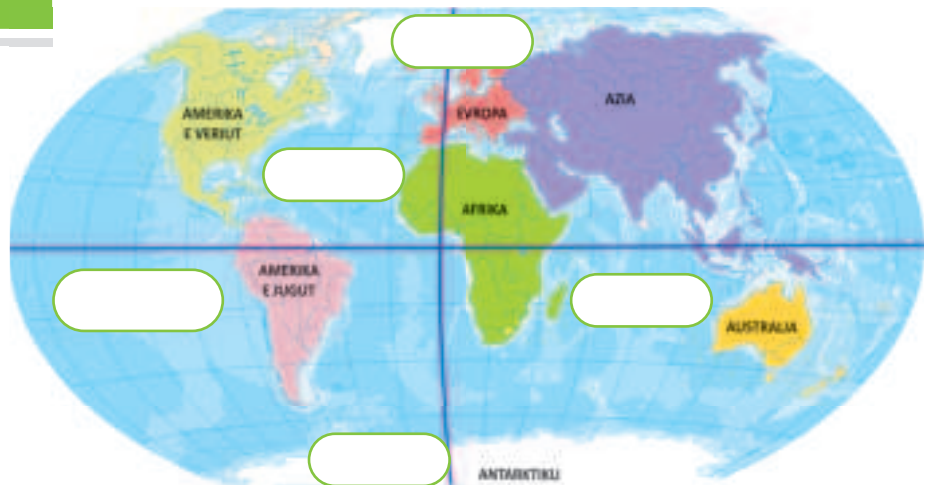 AMERIKA
E VERIUT
EVROPA
AZIA
AFRIKA
AMERIKA
E JUGUT
AUSTRALIA
ANTARKTIKU